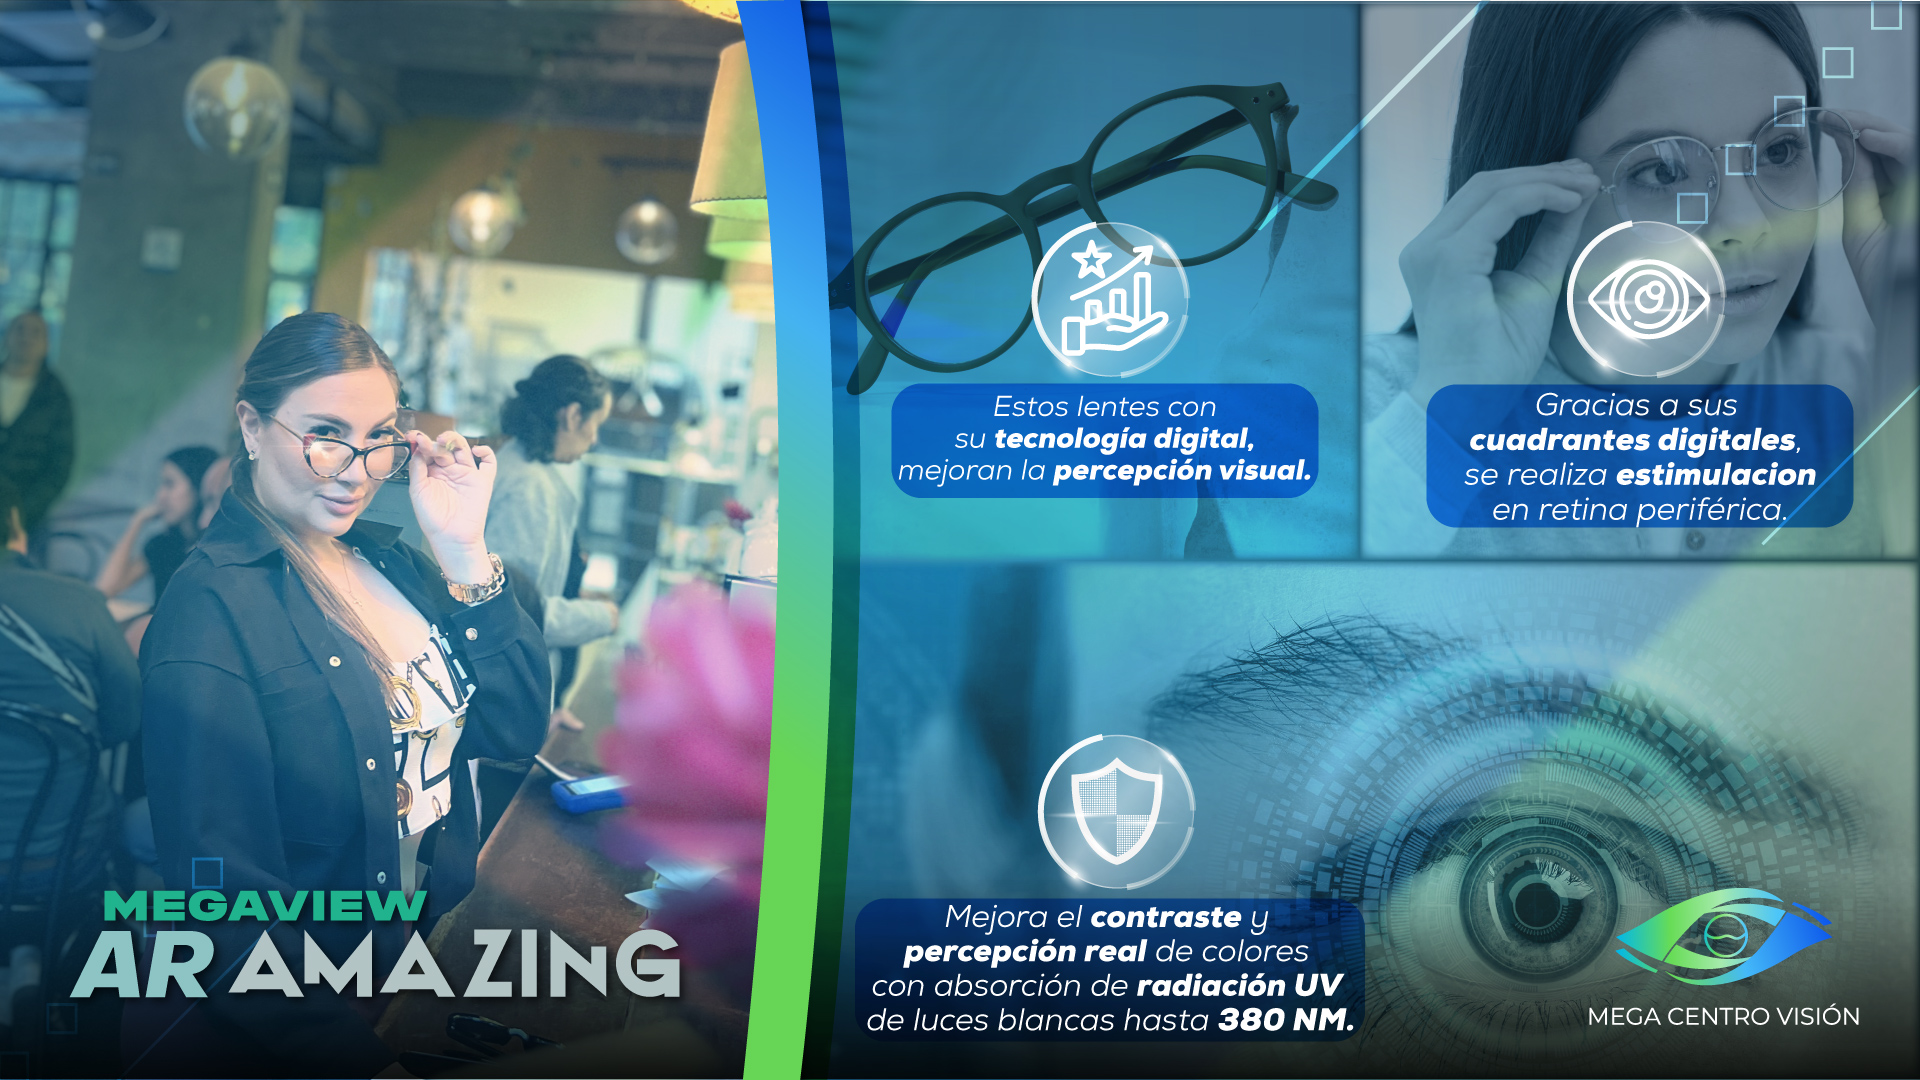 MEGAVIEW
AR AMAZING
Estos lentes con
su tecnología digital,
mejoran la percepción visual.
Gracias a sus
cuadrantes digitales,
se realiza estimulacion
en retina periférica.
Mejora el contraste y
percepción real de colores
con absorción de radiación UV
de luces blancas hasta 380 NM.
MEGA CENTRO VISIÓN